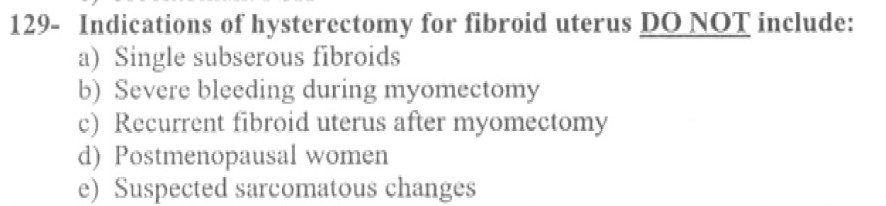 129- Indications of hysterectomy for fibroid uterus DO NOT include:
a) Single subserous fibroids
b) Severe bleeding during myomectomy
c) Recurrent fibroid uterus after myomectomy
d) Postmenopausal women
e) Suspected sarcomatous changes